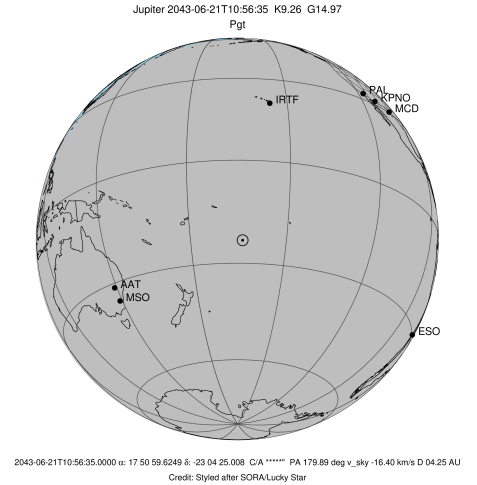 Jupiter 2043-06-21T10:56:35 K9.26 G14.97
Pgt
PAL
KPNO
MCD
IRTF
AAT
MSO
ESO
2043-06-21T10:56:35.0000 α: 17 50 59.6249 δ: -23 04 25.008 C/A *****" PA 179.89 deg v_sky -16.40 km/s D 04.25 AU
Credit: Styled after SORA/Lucky Star